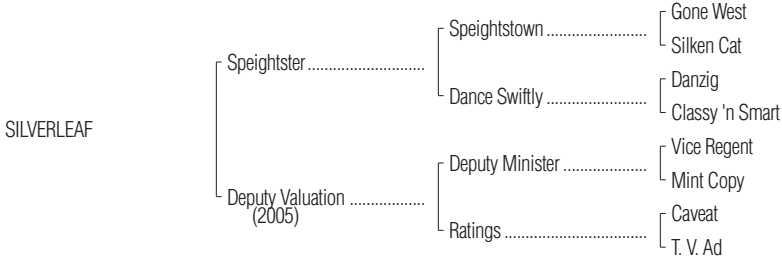 Gone West
Speightstown ........................
Silken Cat
Speightster ............................
Danzig
Dance Swiftly ........................
Classy 'n Smart
SILVERLEAF
Vice Regent
Deputy Minister ....................
Mint Copy
Deputy Valuation ..................
(2005)
Caveat
Ratings ..................................
T. V. Ad